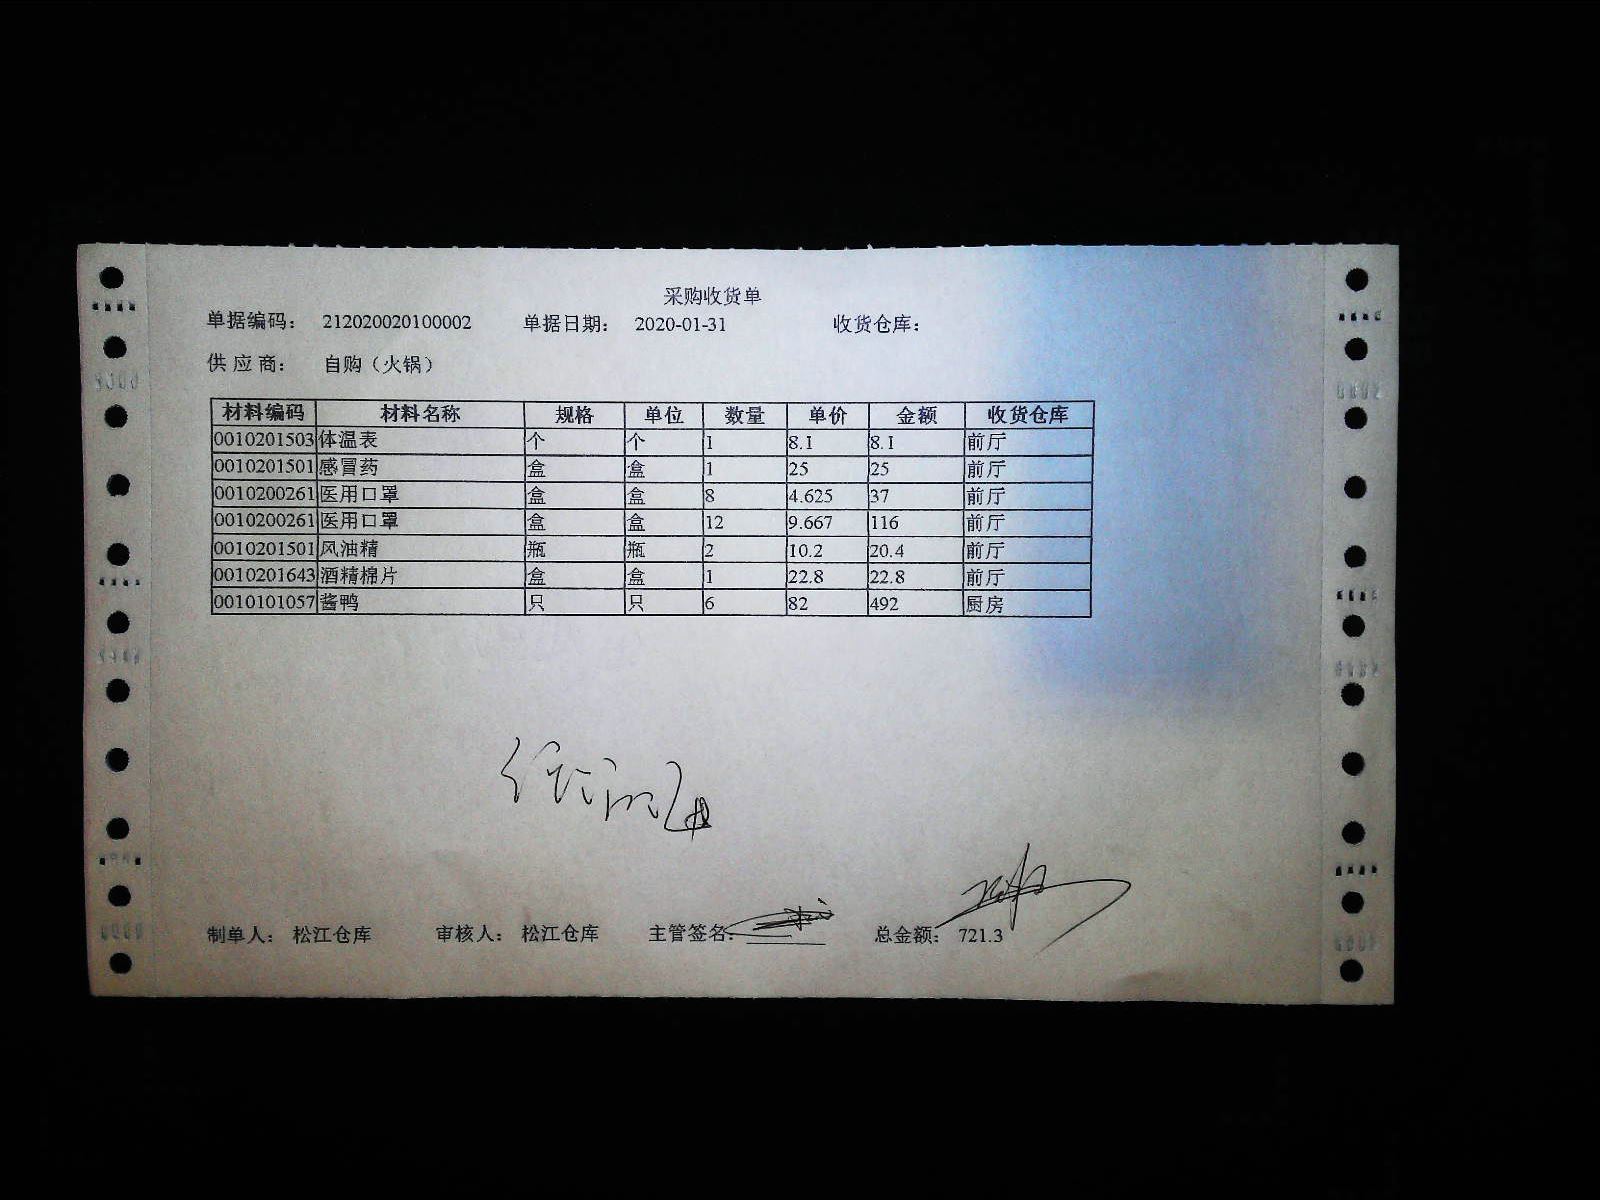 采购收货单
单据编码： 212020020100002 单据日期： 2020-01-31 收货仓库：
供 应 商： 自购（火锅）
材料编码 材料名称 规格 单位 数量 单价 金额 收货仓库
0010201503 体温表 个 个 1 8.1 8.1 前厅
0010201501 感冒药 盒 盒 1 25 25 前厅
0010200261 医用口罩 盒 盒 8 4.625 37 前厅
0010200261 医用口罩 盒 盒 12 9.667 116 前厅
0010201501 风油精 瓶 瓶 2 10.2 20.4 前厅
0010201643 酒精棉片 盒 盒 1 22.8 22.8 前厅
0010101057 酱鸭 只 只 6 82 492 厨房
制单人： 松江仓库 审核人： 松江仓库 主管签名： 总金额： 721.3